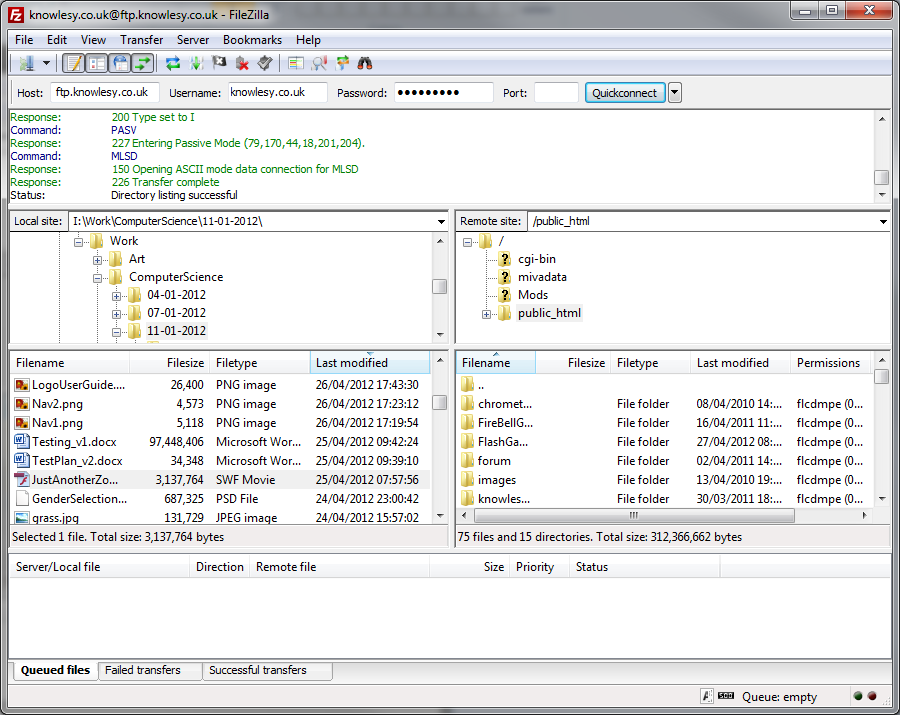 knowlesy.co.uk@ftp.knowlesy.co.uk - FileZilla
File Edit View Transfer Server Bookmarks Help
Host: ftp.knowlesy.co.uk Username: knowlesy.co.uk Password: ●●●●●●●●● Port: Quickconnect
Response: 200 Type set to I
Command: PASV
Response: 227 Entering Passive Mode (79,170,44,18,201,204).
Command: MLSD
Response: 150 Opening ASCII mode data connection for MLSD
Response: 226 Transfer complete
Status: Directory listing successful
Local site: I:\Work\ComputerScience\11-01-2012\
Work
Art
ComputerScience
04-01-2012
07-01-2012
11-01-2012
Remote site: /public_html
/
cgi-bin
mivadata
Mods
public_html
Filename Filesize Filetype Last modified
LogoUserGuide.... 26,400 PNG image 26/04/2012 17:43:30
Nav2.png 4,573 PNG image 26/04/2012 17:23:12
Nav1.png 5,118 PNG image 26/04/2012 17:19:54
Testing_v1.docx 97,448,406 Microsoft Wor... 25/04/2012 09:42:24
TestPlan_v2.docx 34,348 Microsoft Wor... 25/04/2012 09:39:10
JustAnotherZo... 3,137,764 SWF Movie 25/04/2012 07:57:56
GenderSelection... 687,325 PSD File 24/04/2012 23:00:42
grass.jpg 131,729 JPEG image 24/04/2012 15:57:02
Selected 1 file. Total size: 3,137,764 bytes
Filename Filesize Filetype Last modified Permissions
..
chromet... File folder 08/04/2010 14:... flcdmpe (0...
FireBellG... File folder 16/04/2011 11:... flcdmpe (0...
FlashGa... File folder 27/04/2012 08:... flcdmpe (0...
forum File folder 02/04/2011 14:... flcdmpe (0...
images File folder 13/04/2010 19:... flcdmpe (0...
knowles... File folder 30/03/2011 18:... flcdmpe (0...
75 files and 15 directories. Total size: 312,366,662 bytes
Server/Local file Direction Remote file Size Priority Status
Queued files Failed transfers Successful transfers
Queue: empty